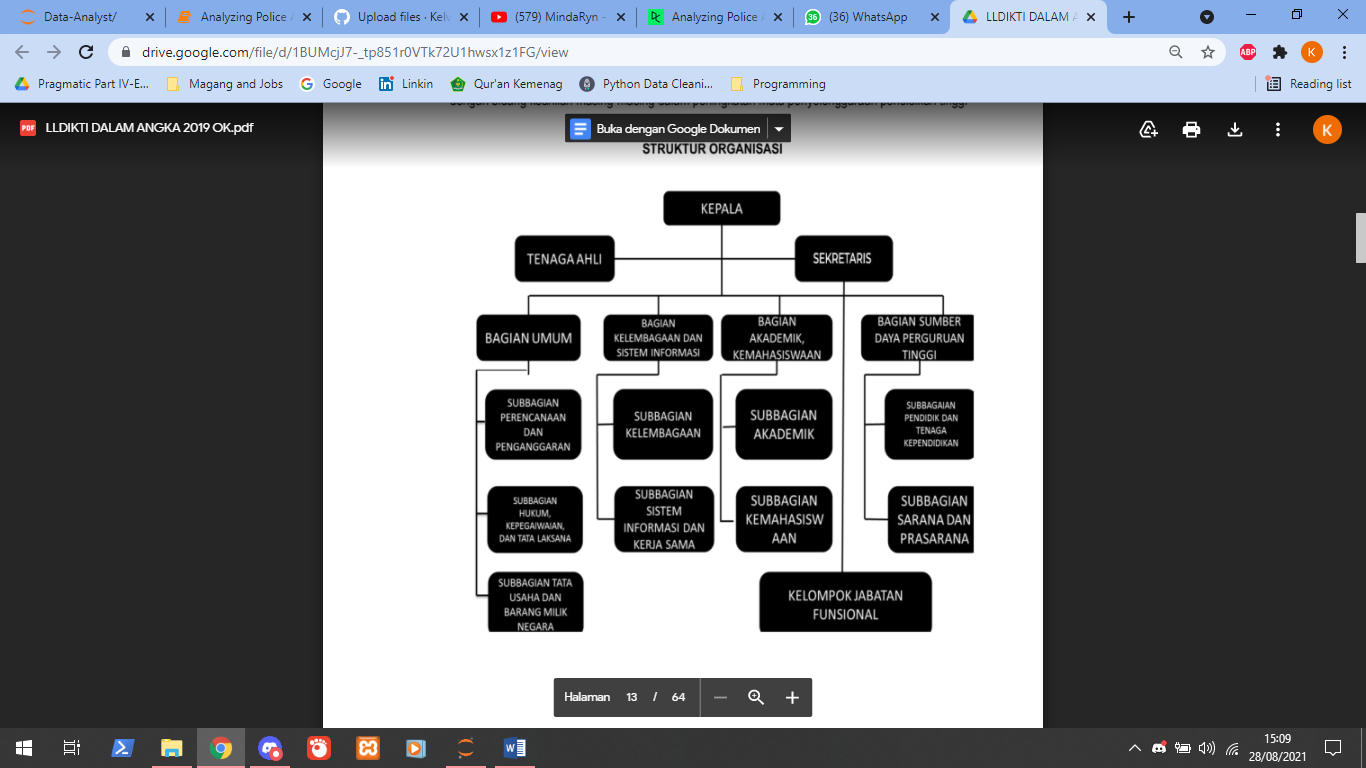 Data-Analyst/
Analyzing Police A
Upload files · Kelv
(579) MindaRyn -
Analyzing Police A
(36) WhatsApp
LLDIKTI DALAM A
drive.google.com/file/d/1BUMcjJ7-_tp851r0VTk72U1hwsx1z1FG/view
Pragmatic Part IV-E...
Magang and Jobs
Google
Linkin
Qur'an Kemenag
Python Data Cleani...
Programming
Reading list
LLDIKTI DALAM ANGKA 2019 OK.pdf
Buka dengan Google Dokumen
K
STRUKTUR ORGANISASI
KEPALA
TENAGA AHLI
SEKRETARIS
BAGIAN UMUM
BAGIAN
KELEMBAGAAN DAN
SISTEM INFORMASI
BAGIAN
AKADEMIK,
KEMAHASISWAAN
BAGIAN SUMBER
DAYA PERGURUAN
TINGGI
SUBBAGIAN
PERENCANAAN
DAN
PENGANGGARAN
SUBBAGIAN
KELEMBAGAAN
SUBBAGIAN
AKADEMIK
SUBBAGAIAN
PENDIDIK DAN
TENAGA
KEPENDIDIKAN
SUBBAGIAN
HUKUM,
KEPEGAIWAIAN,
DAN TATA LAKSANA
SUBBAGIAN
SISTEM
INFORMASI DAN
KERJA SAMA
SUBBAGIAN
KEMAHASISW
AAN
SUBBAGIAN
SARANA DAN
PRASARANA
SUBBAGIAN TATA
USAHA DAN
BARANG MILIK
NEGARA
KELOMPOK JABATAN
FUNSIONAL
Halaman 13 / 64
15:09
28/08/2021